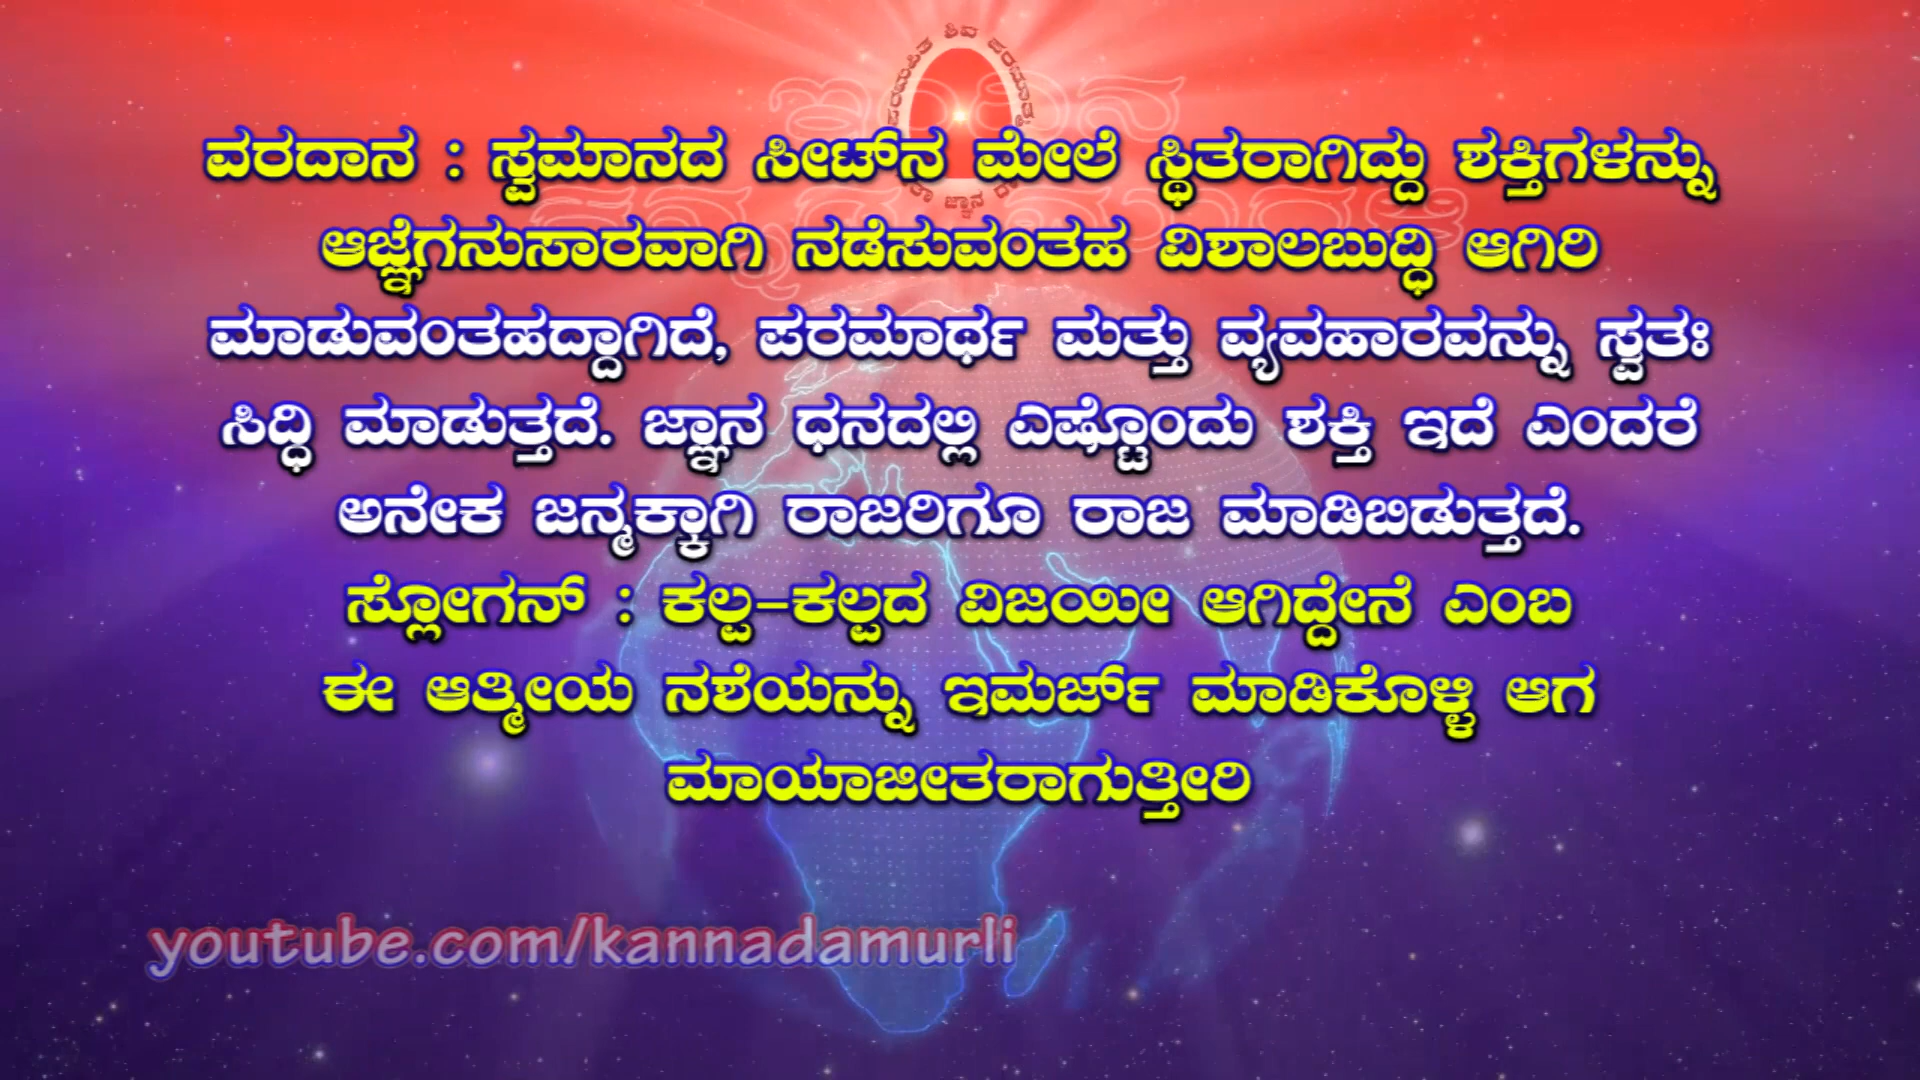 ವರದಾನ : ಸ್ವಮಾನದ ಸೀಟ್‌ನ ಮೇಲೆ ಸ್ಥಿತರಾಗಿದ್ದು ಶಕ್ತಿಗಳನ್ನು
ಆಜ್ಞೆಗನುಸಾರವಾಗಿ ನಡೆಸುವಂತಹ ವಿಶಾಲಬುದ್ಧಿ ಆಗಿರಿ
ಮಾಡುವಂತಹದ್ದಾಗಿದೆ, ಪರಮಾರ್ಥ ಮತ್ತು ವ್ಯವಹಾರವನ್ನು ಸ್ವತಃ
ಸಿದ್ಧಿ ಮಾಡುತ್ತದೆ. ಜ್ಞಾನ ಧನದಲ್ಲಿ ಎಷ್ಟೊಂದು ಶಕ್ತಿ ಇದೆ ಎಂದರೆ
ಅನೇಕ ಜನ್ಮಕ್ಕಾಗಿ ರಾಜರಿಗೂ ರಾಜ ಮಾಡಿಬಿಡುತ್ತದೆ.
ಸ್ಲೋಗನ್ : ಕಲ್ಪ-ಕಲ್ಪದ ವಿಜಯೀ ಆಗಿದ್ದೇನೆ ಎಂಬ
ಈ ಆತ್ಮೀಯ ನಶೆಯನ್ನು ಇಮರ್ಜ್ ಮಾಡಿಕೊಳ್ಳಿ ಆಗ
ಮಾಯಾಜೀತರಾಗುತ್ತೀರಿ
youtube.com/kannadamurli